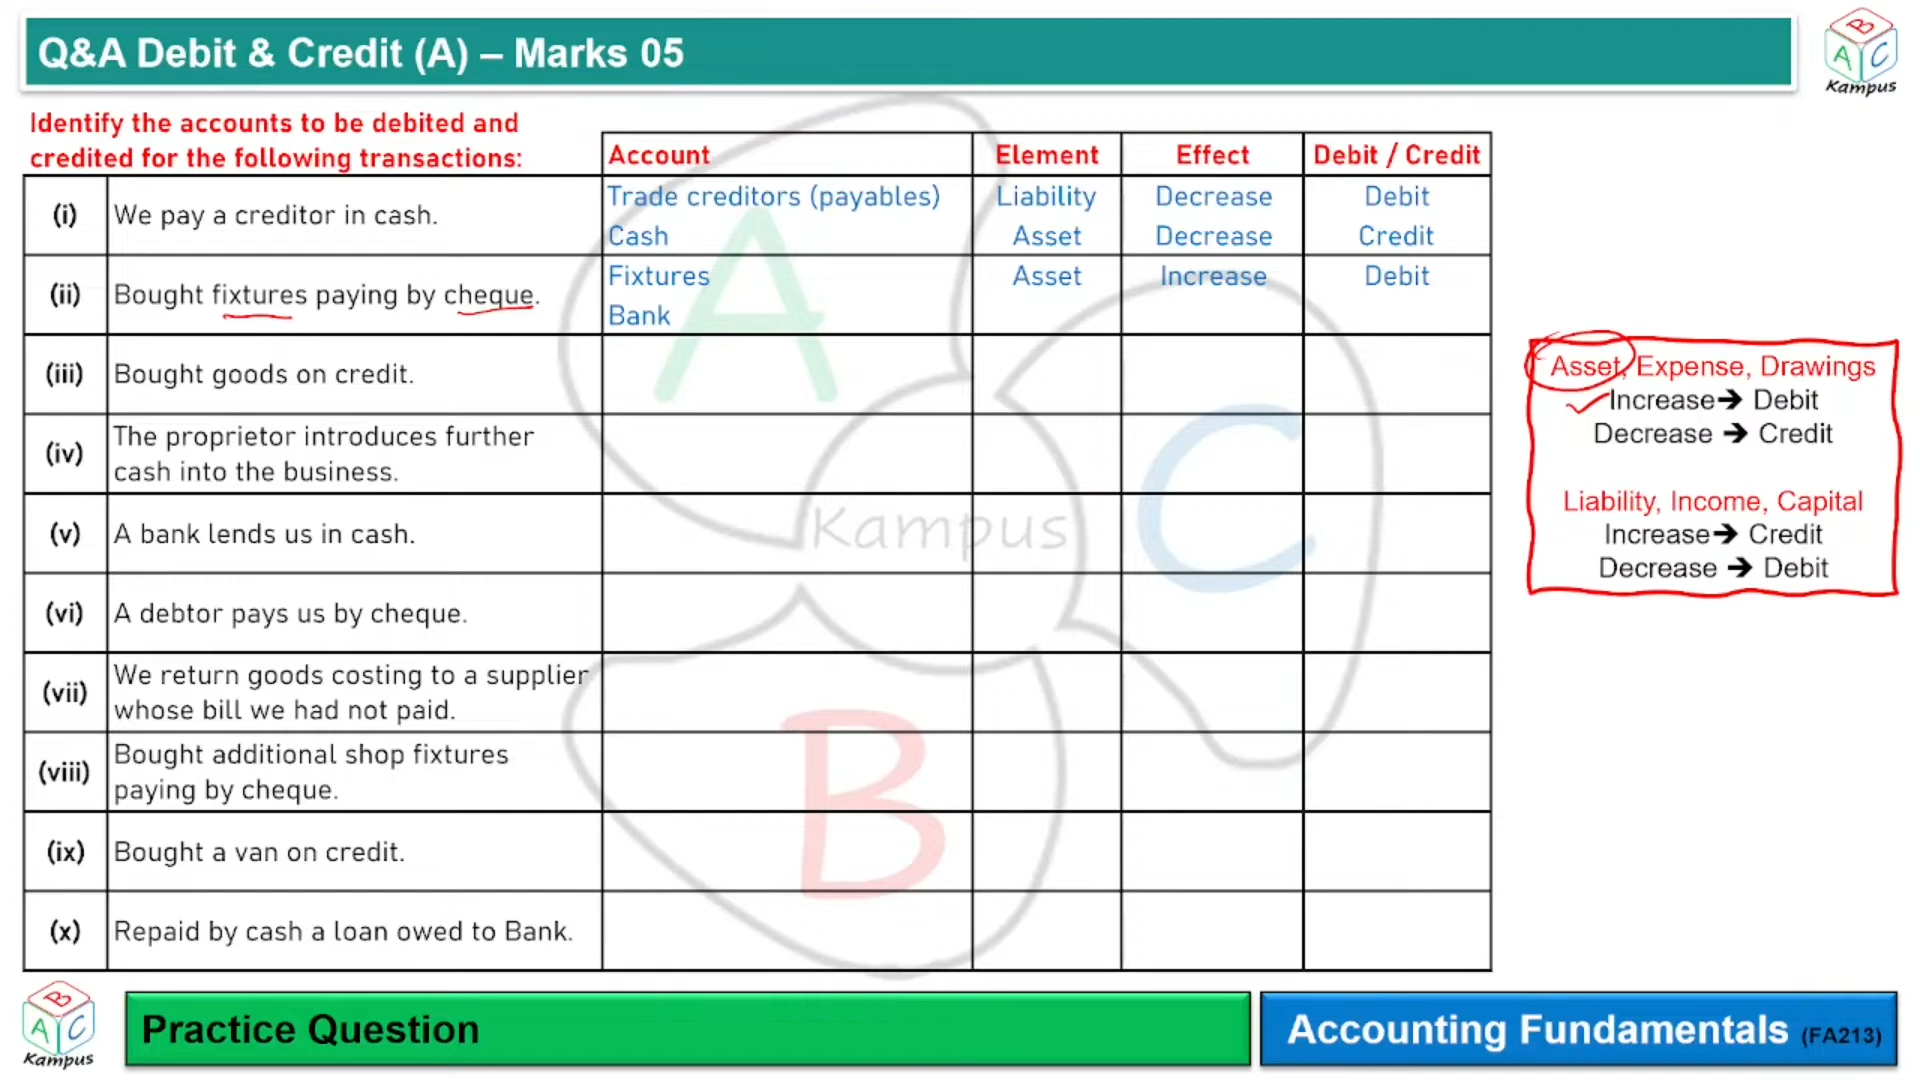 Q&A Debit & Credit (A) – Marks 05
B
A C
Kampus
Identify the accounts to be debited and
credited for the following transactions:
Account Element Effect Debit / Credit
(i) We pay a creditor in cash.
Trade creditors (payables) Liability Decrease Debit
Cash Asset Decrease Credit
(ii) Bought fixtures paying by cheque.
Fixtures Asset Increase Debit
Bank
(iii) Bought goods on credit.
(iv) The proprietor introduces further
cash into the business.
(v) A bank lends us in cash.
(vi) A debtor pays us by cheque.
(vii) We return goods costing to a supplier
whose bill we had not paid.
(viii) Bought additional shop fixtures
paying by cheque.
(ix) Bought a van on credit.
(x) Repaid by cash a loan owed to Bank.
A
C
Kampus
B
Asset, Expense, Drawings
Increase➔ Debit
Decrease ➔ Credit
Liability, Income, Capital
Increase➔ Credit
Decrease ➔ Debit
B
A C
Kampus
Practice Question
Accounting Fundamentals (FA213)